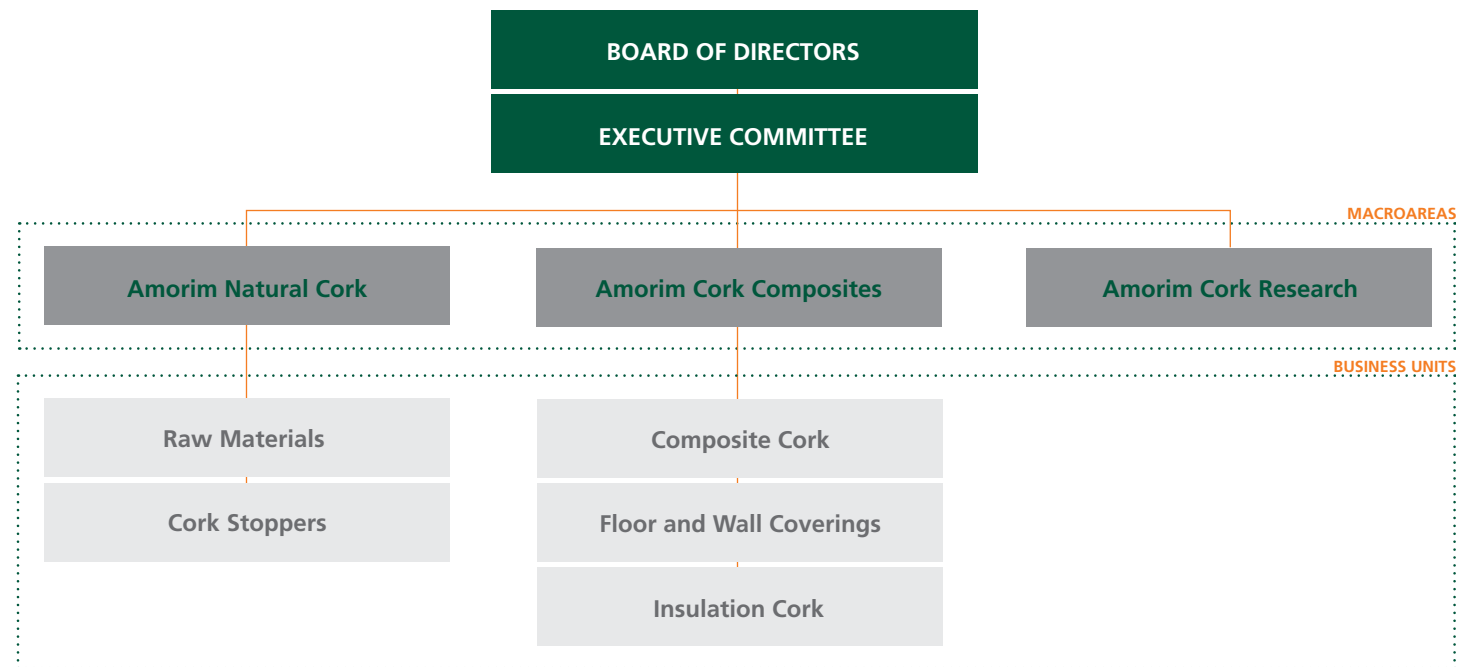 BOARD OF DIRECTORS
EXECUTIVE COMMITTEE
MACROAREAS
Amorim Natural Cork
Amorim Cork Composites
Amorim Cork Research
BUSINESS UNITS
Raw Materials
Composite Cork
Cork Stoppers
Floor and Wall Coverings
Insulation Cork